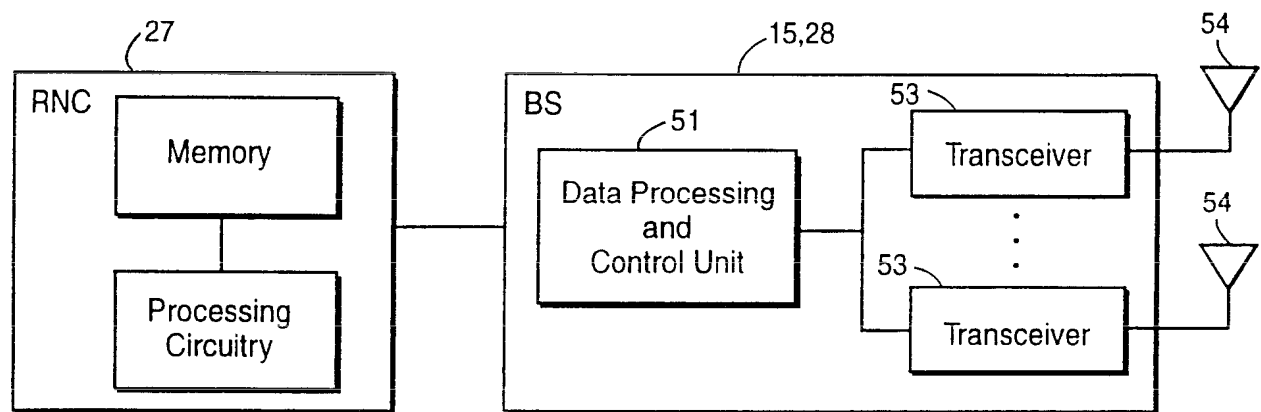 27
RNC
Memory
Processing
Circuitry
15,28
BS
51
Data Processing
and
Control Unit
53
Transceiver
53
Transceiver
54
54